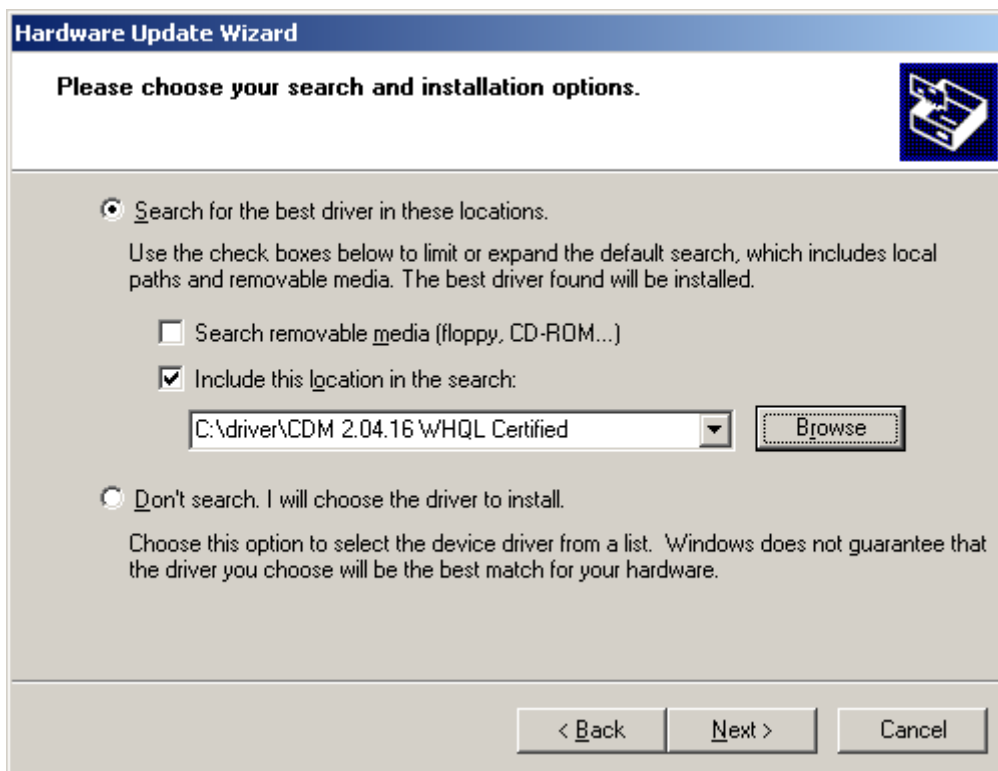 Hardware Update Wizard
Please choose your search and installation options.
Search for the best driver in these locations.
Use the check boxes below to limit or expand the default search, which includes local
paths and removable media. The best driver found will be installed.
Search removable media (floppy, CD-ROM...)
Include this location in the search:
C:\driver\CDM 2.04.16 WHQL Certified
Browse
Don't search. I will choose the driver to install.
Choose this option to select the device driver from a list. Windows does not guarantee that
the driver you choose will be the best match for your hardware.
< Back Next > Cancel